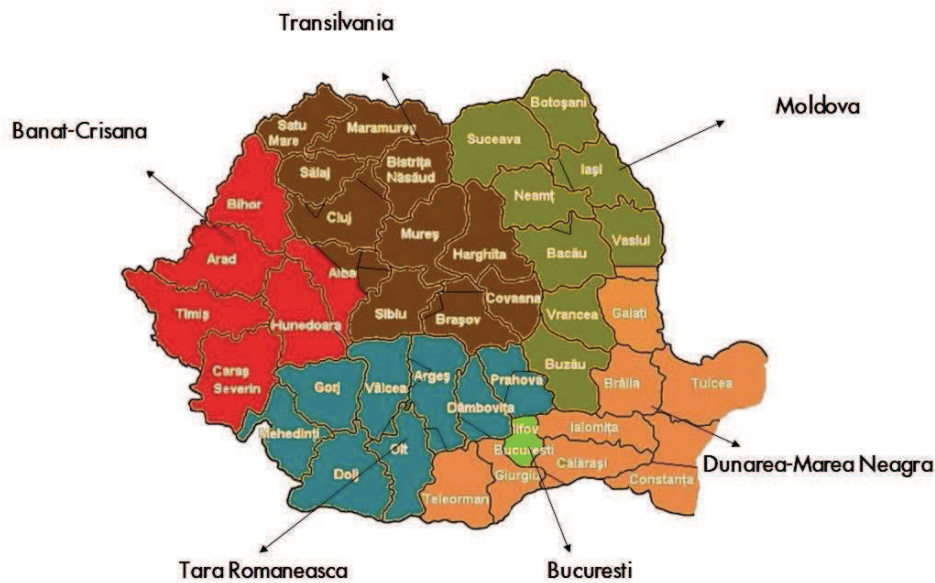 Transilvania
Banat-Crisana
Moldova
Botoşani
Satu
Mare
Maramureş
Suceava
Bistriţa
Năsăud
Iaşi
Sălaj
Neamţ
Bihor
Cluj
Mureş
Vaslui
Harghita
Bacău
Arad
Alba
Covasna
Timiş
Hunedoara
Sibiu
Braşov
Vrancea
Galaţi
Caraş
Severin
Gorj
Vâlcea
Argeş
Prahova
Buzău
Brăila
Tulcea
Dâmboviţa
Mehedinţi
Ilfov
Ialomiţa
Olt
Bucureşti
Călăraşi
Dolj
Giurgiu
Constanţa
Teleorman
Dunarea-Marea Neagra
Tara Romaneasca
Bucuresti